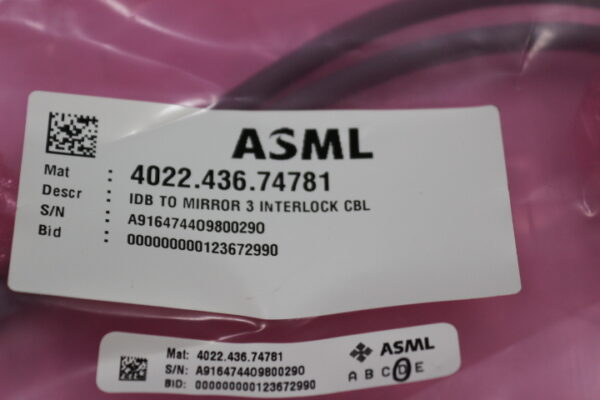 ASML
Mat : 4022.436.74781
Descr : IDB TO MIRROR 3 INTERLOCK CBL
S/N : A916474409800290
Bid : 000000000123672990
Mat: 4022.436.74781
S/N: A916474409800290
BID: 000000000123672990
ASML
A B C D E